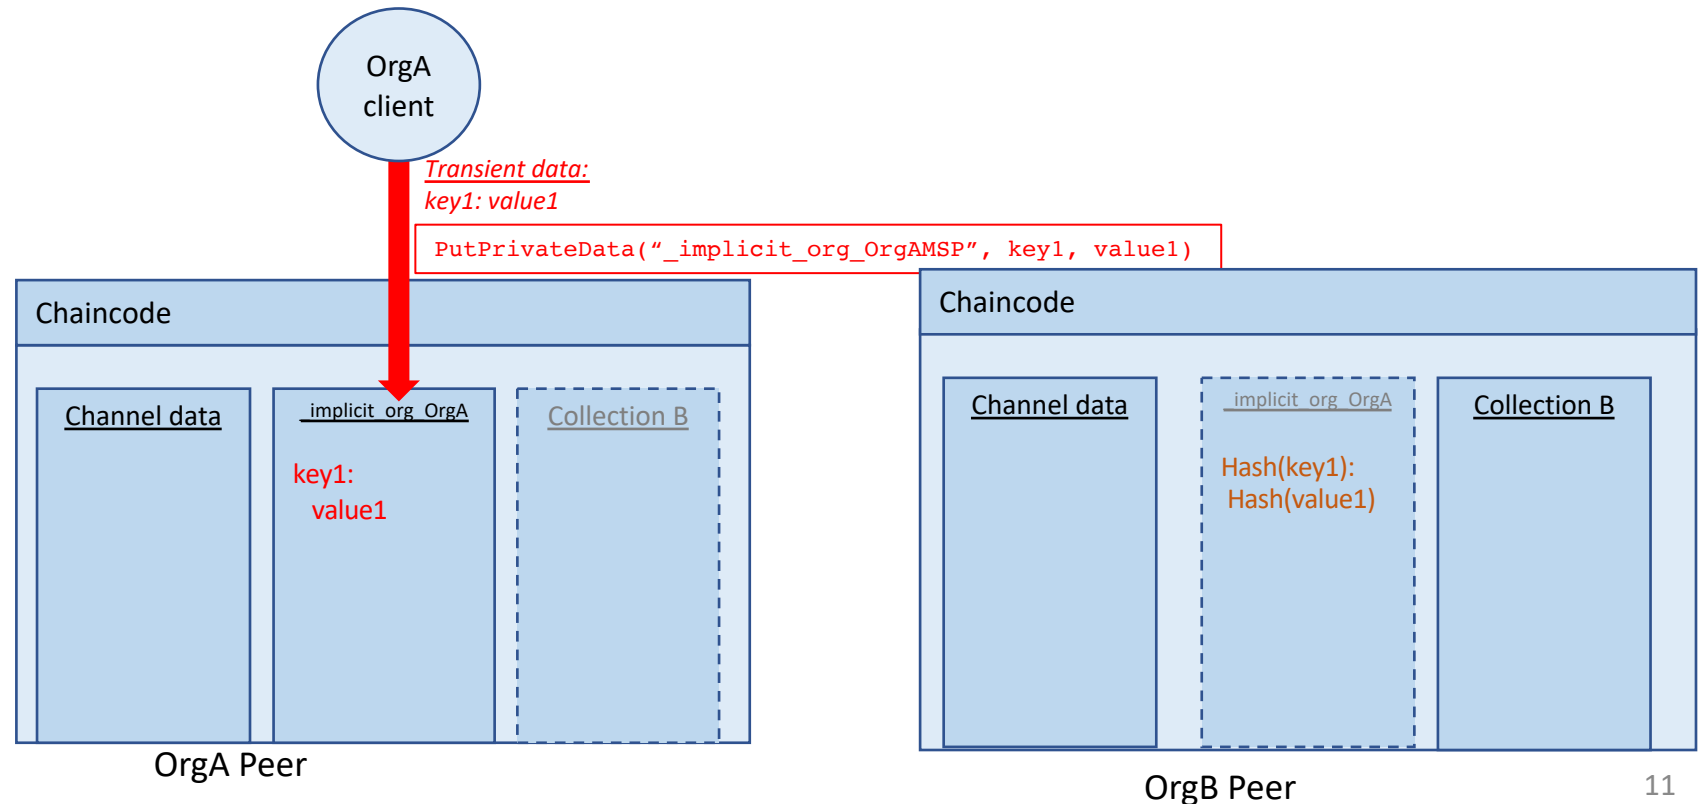 OrgA
client
Transient data:
key1: value1
PutPrivateData(“_implicit_org_OrgAMSP”, key1, value1)
Chaincode
Channel data
_implicit_org_OrgA
Collection B
key1:
value1
OrgA Peer
Chaincode
Channel data
_implicit_org_OrgA
Collection B
Hash(key1):
Hash(value1)
OrgB Peer
11